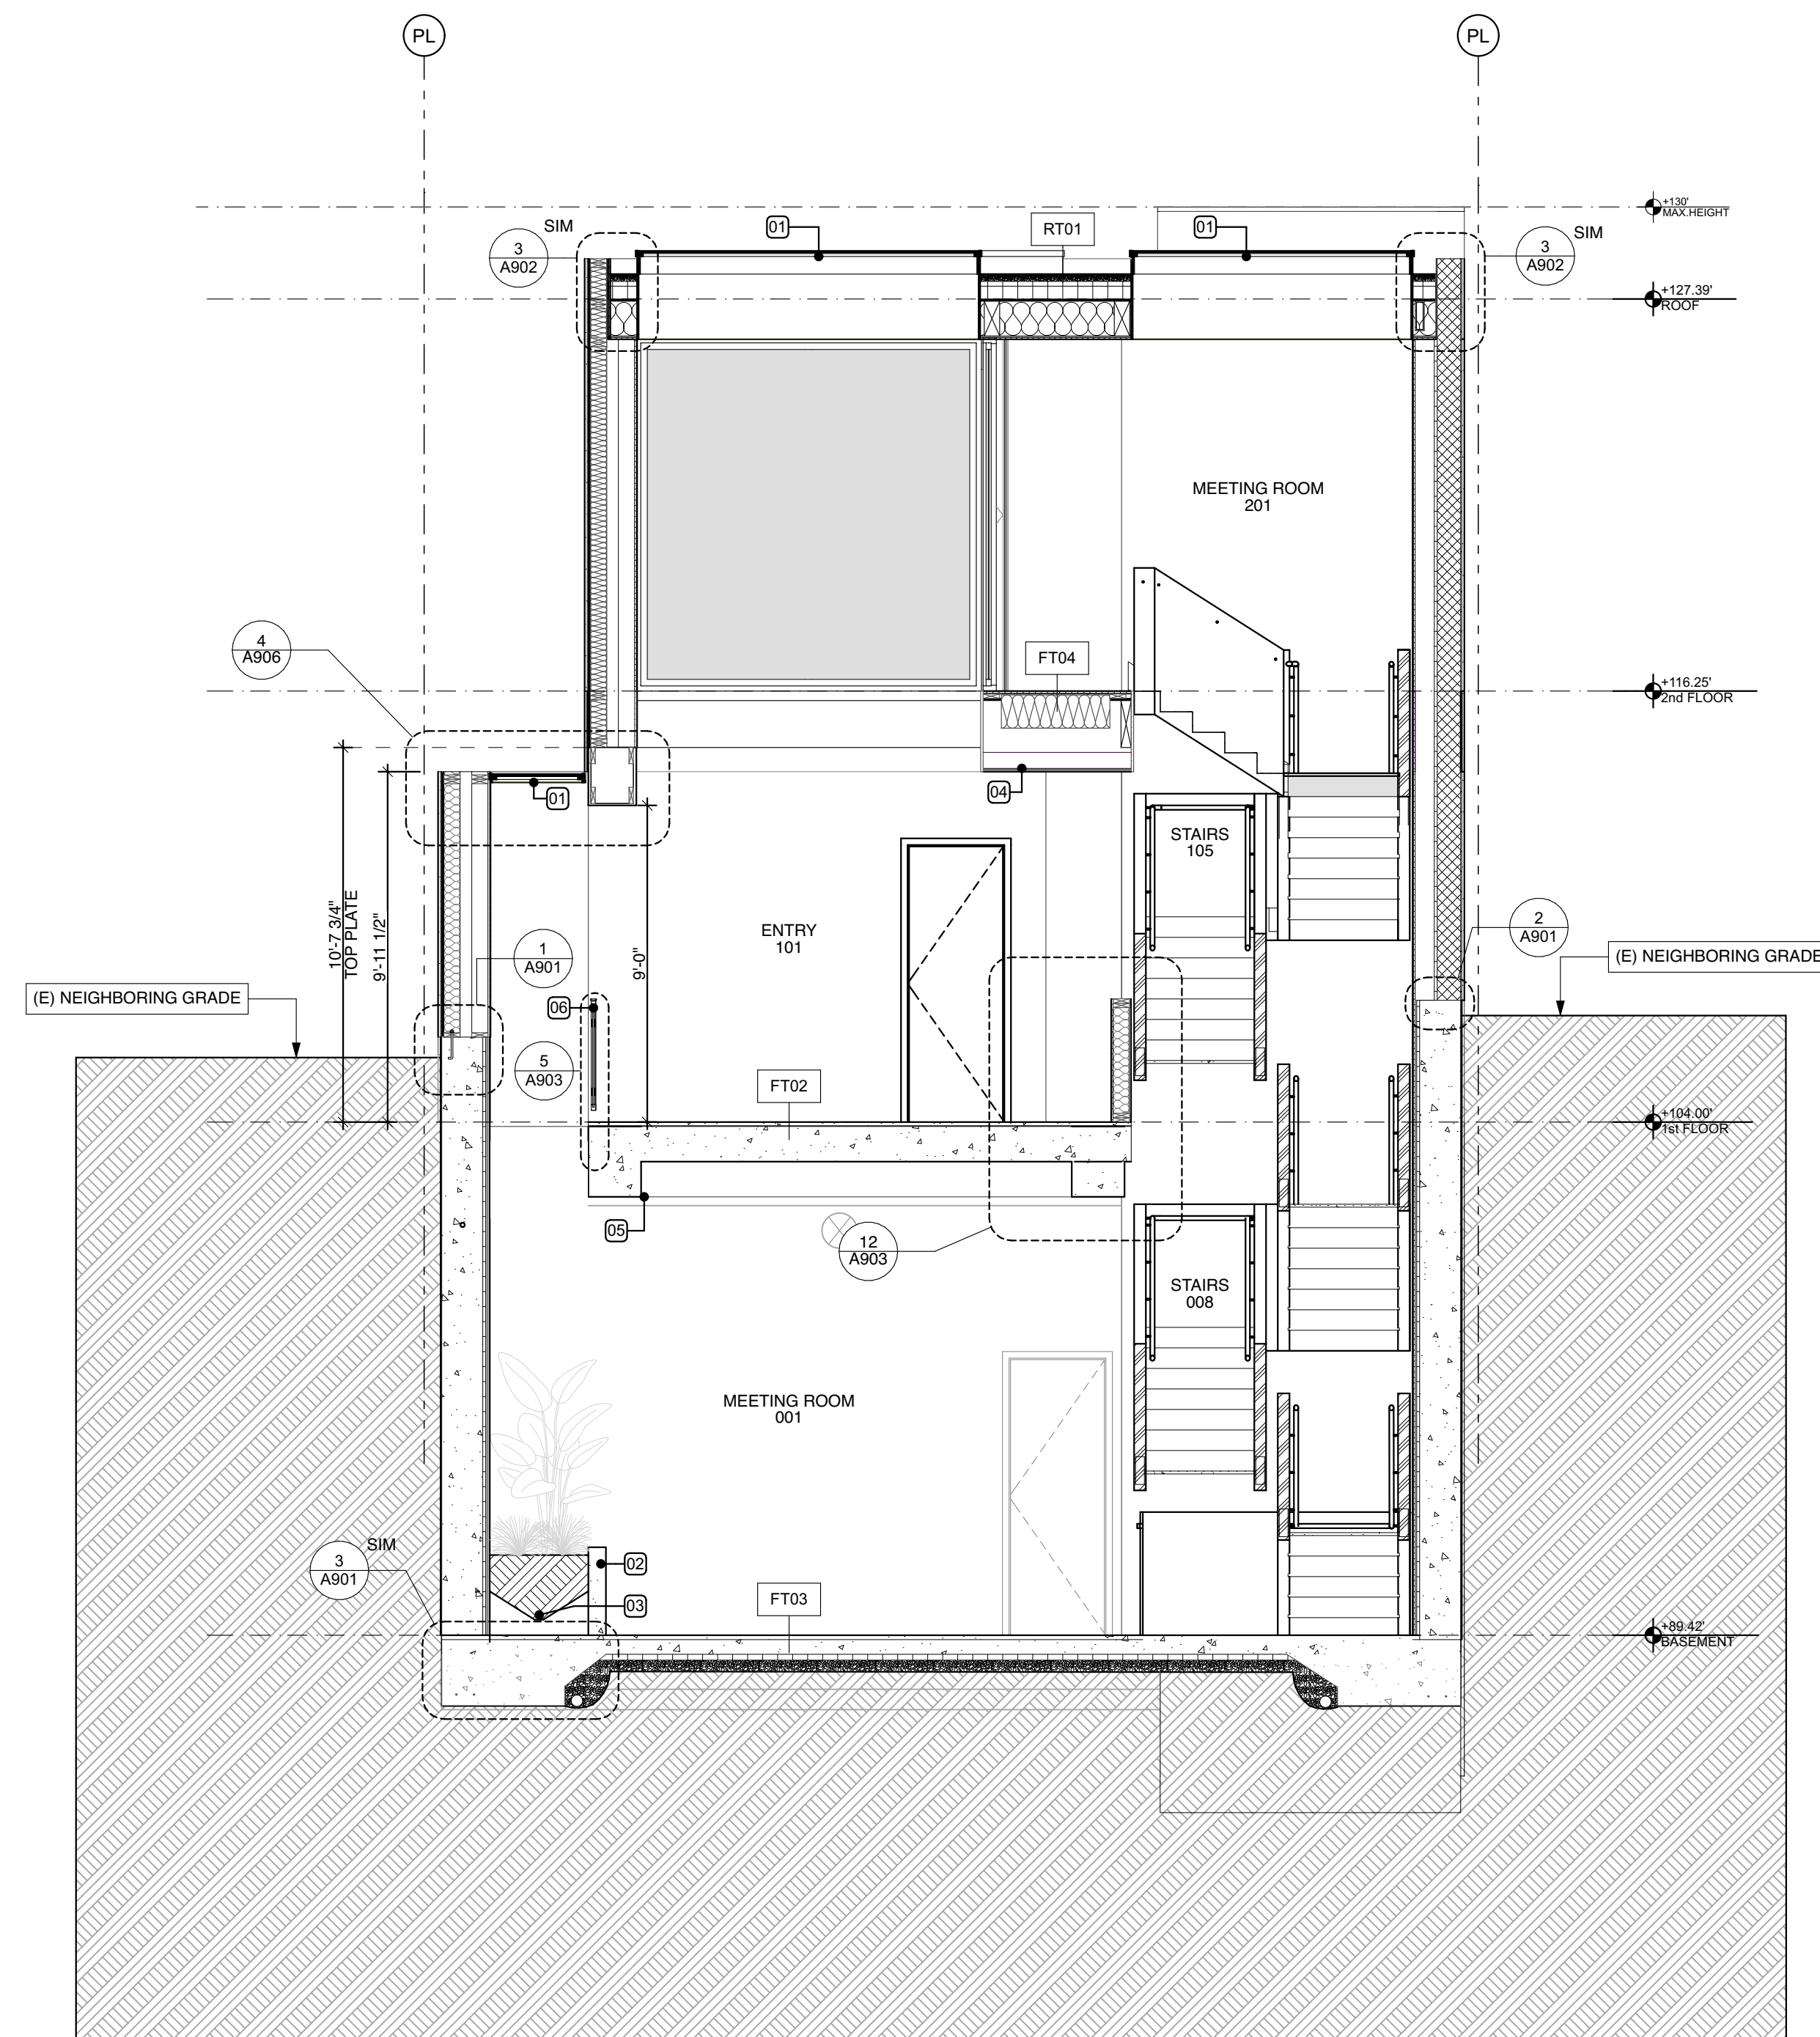 PL
PL
+130'
MAX.HEIGHT
SIM
3
A902
01
RT01
01
SIM
3
A902
+127.39'
ROOF
MEETING ROOM
201
4
A906
FT04
+116.25'
2nd FLOOR
01
04
STAIRS
105
10'-7 3/4"
TOP PLATE
9'-11 1/2"
1
A901
9'-0"
ENTRY
101
2
A901
(E) NEIGHBORING GRADE
(E) NEIGHBORING GRADE
06
5
A903
FT02
+104.00'
1st FLOOR
05
12
A903
STAIRS
008
MEETING ROOM
001
SIM
3
A901
02
03
FT03
+89.42'
BASEMENT